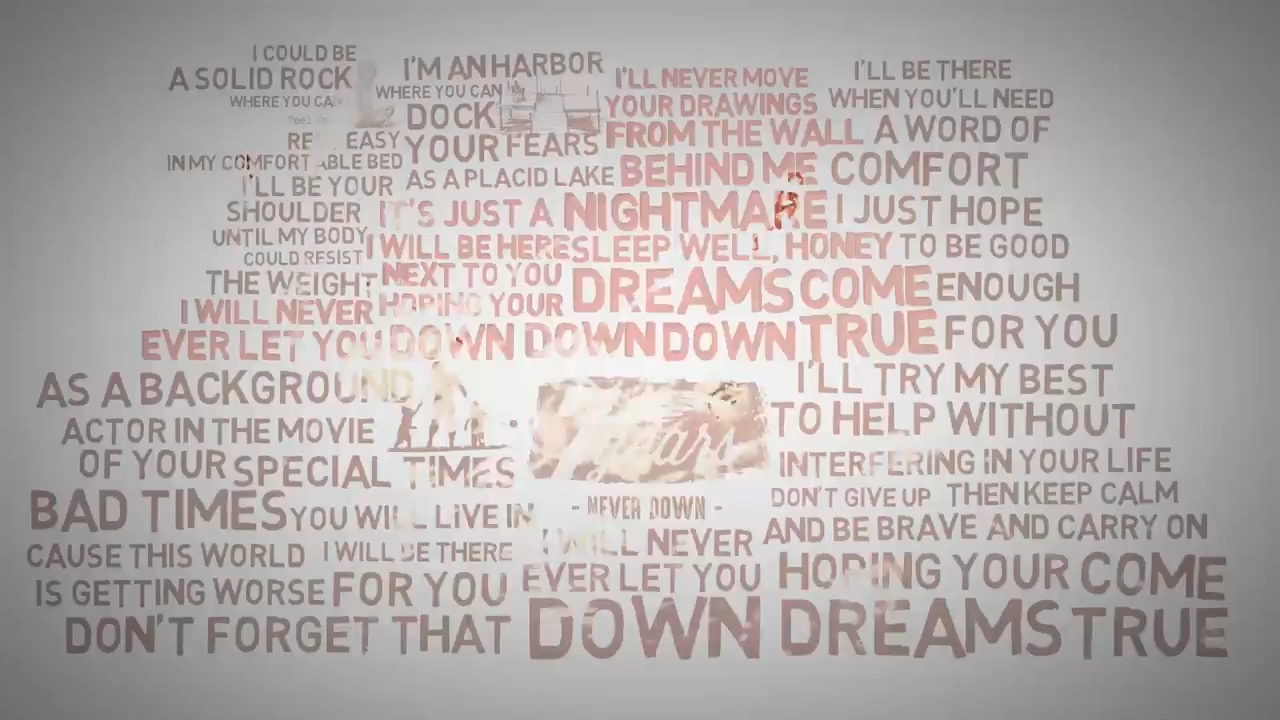 I COULD BE
A SOLID ROCK
WHERE YOU CA
EASY
IN MY COMFORTABLE BED
I'LL BE YOUR
SHOULDER
UNTIL MY BODY
COULD RESIST
THE WEIGHT
I WILL NEVER
EVER LET YOU DOWN
I'M AN HARBOR
WHERE YOU CAN
DOCK
YOUR FEARS
AS A PLACID LAKE
IT'S JUST A NIGHTMARE
I WILL BE HERE
NEXT TO YOU
HOPING YOUR
DOWN DOWN
I'LL NEVER MOVE
YOUR DRAWINGS
FROM THE WALL
BEHIND ME
SLEEP WELL, HONEY
DREAMS COME
TRUE
I'LL BE THERE
WHEN YOU'LL NEED
A WORD OF
COMFORT
I JUST HOPE
TO BE GOOD
ENOUGH
FOR YOU
AS A BACKGROUND
ACTOR IN THE MOVIE
OF YOUR SPECIAL TIMES
BAD TIMES YOU WILL LIVE IN
CAUSE THIS WORLD
IS GETTING WORSE
I WILL BE THERE
FOR YOU
DON'T FORGET THAT
- NEVER DOWN -
I WILL NEVER
EVER LET YOU
DOWN
I'LL TRY MY BEST
TO HELP WITHOUT
INTERFERING IN YOUR LIFE
DON'T GIVE UP THEN KEEP CALM
AND BE BRAVE AND CARRY ON
HOPING YOUR COME
DREAMS TRUE